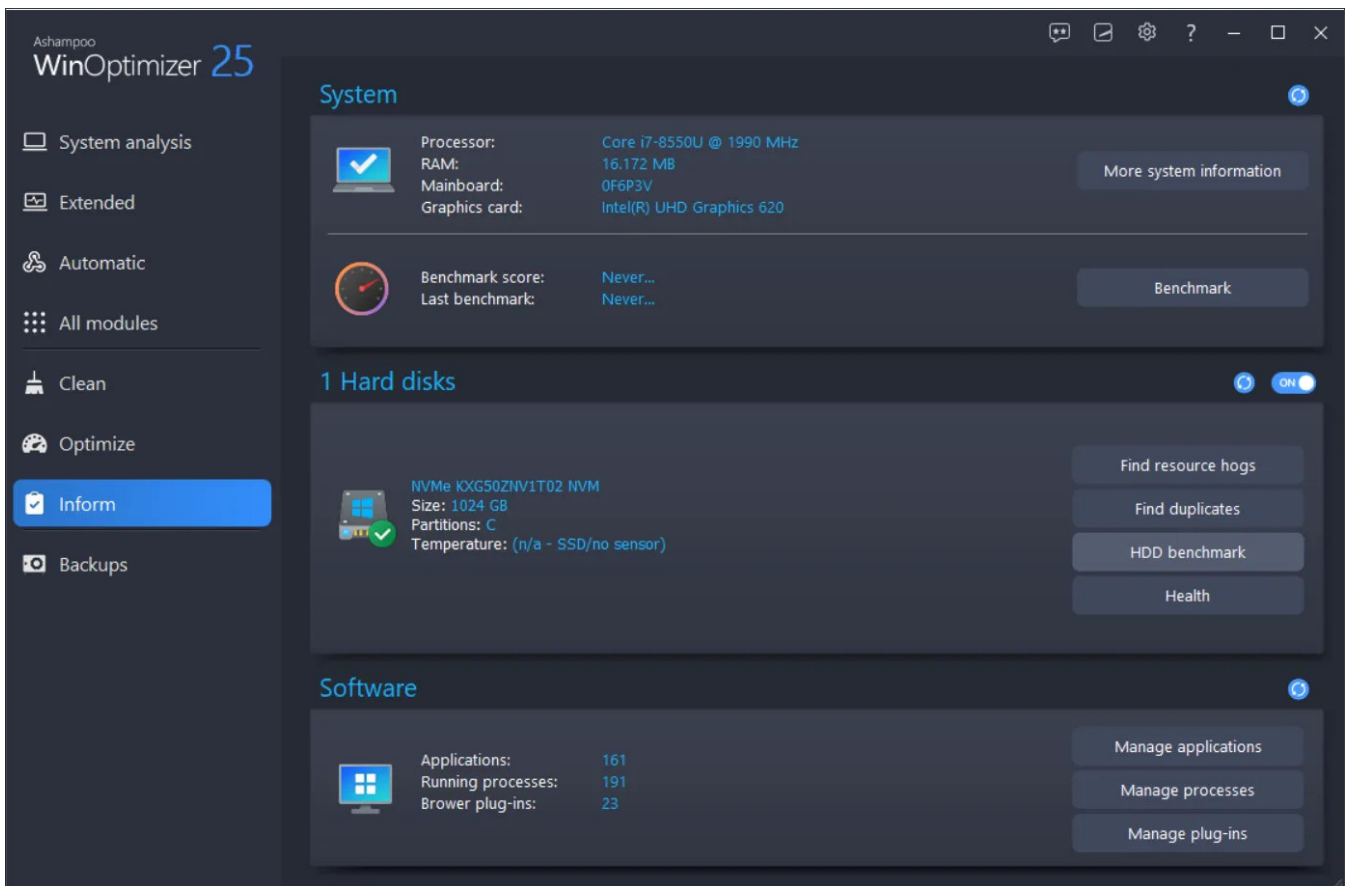 Ashampoo
WinOptimizer 25
System analysis
Extended
Automatic
All modules
Clean
Optimize
Inform
Backups
?
System
Processor: Core i7-8550U @ 1990 MHz
RAM: 16.172 MB
Mainboard: 0F6P3V
Graphics card: Intel(R) UHD Graphics 620
More system information
Benchmark score: Never...
Last benchmark: Never...
Benchmark
1 Hard disks
ON
NVMe KXG50ZNV1T02 NVM
Size: 1024 GB
Partitions: C
Temperature: (n/a - SSD/no sensor)
Find resource hogs
Find duplicates
HDD benchmark
Health
Software
Applications: 161
Running processes: 191
Brower plug-ins: 23
Manage applications
Manage processes
Manage plug-ins